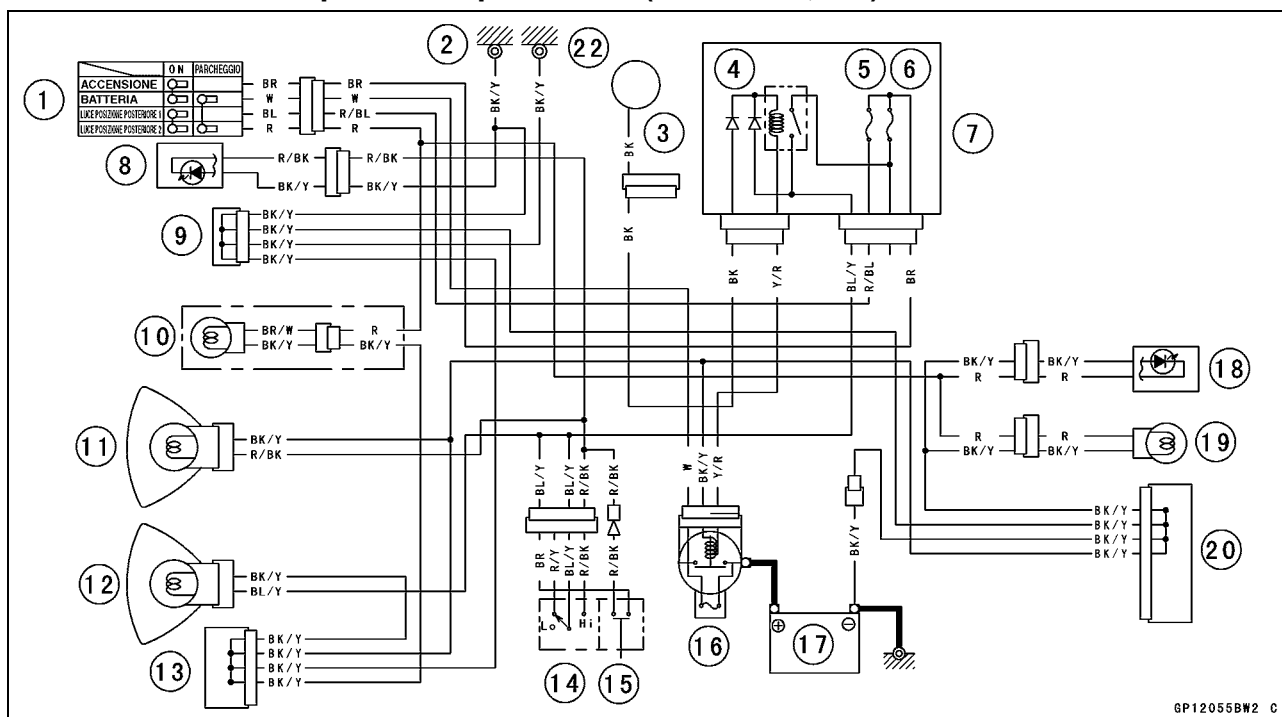 ON PARCHEGGIO
ACCENSIONE
BATTERIA
LUCE POSIZIONE POSTERIORE 1
LUCE POSIZIONE POSTERIORE 2
BR BR
W W
BL R/BL
R R
1
2
22
BK/Y BK/Y
3
BK
BK
4
5
6
7
8
R/BK R/BK
BK/Y BK/Y
9
BK/Y
BK/Y
BK/Y
BK/Y
BK Y/R BL/Y R/BL BR
10
BR/W R
BK/Y BK/Y
11
BK/Y
R/BK
12
BK/Y
BL/Y
13
BK/Y
BK/Y
BK/Y
BK/Y
BL/Y BL/Y R/BK R/BK
BR R/Y BL/Y R/BK R/BK
Lo Hi
14
15
W BK/Y Y/R
16
BK/Y
17
18
BK/Y BK/Y
R R
19
R R
BK/Y BK/Y
20
BK/Y
BK/Y
BK/Y
BK/Y
GP12055BW2 C